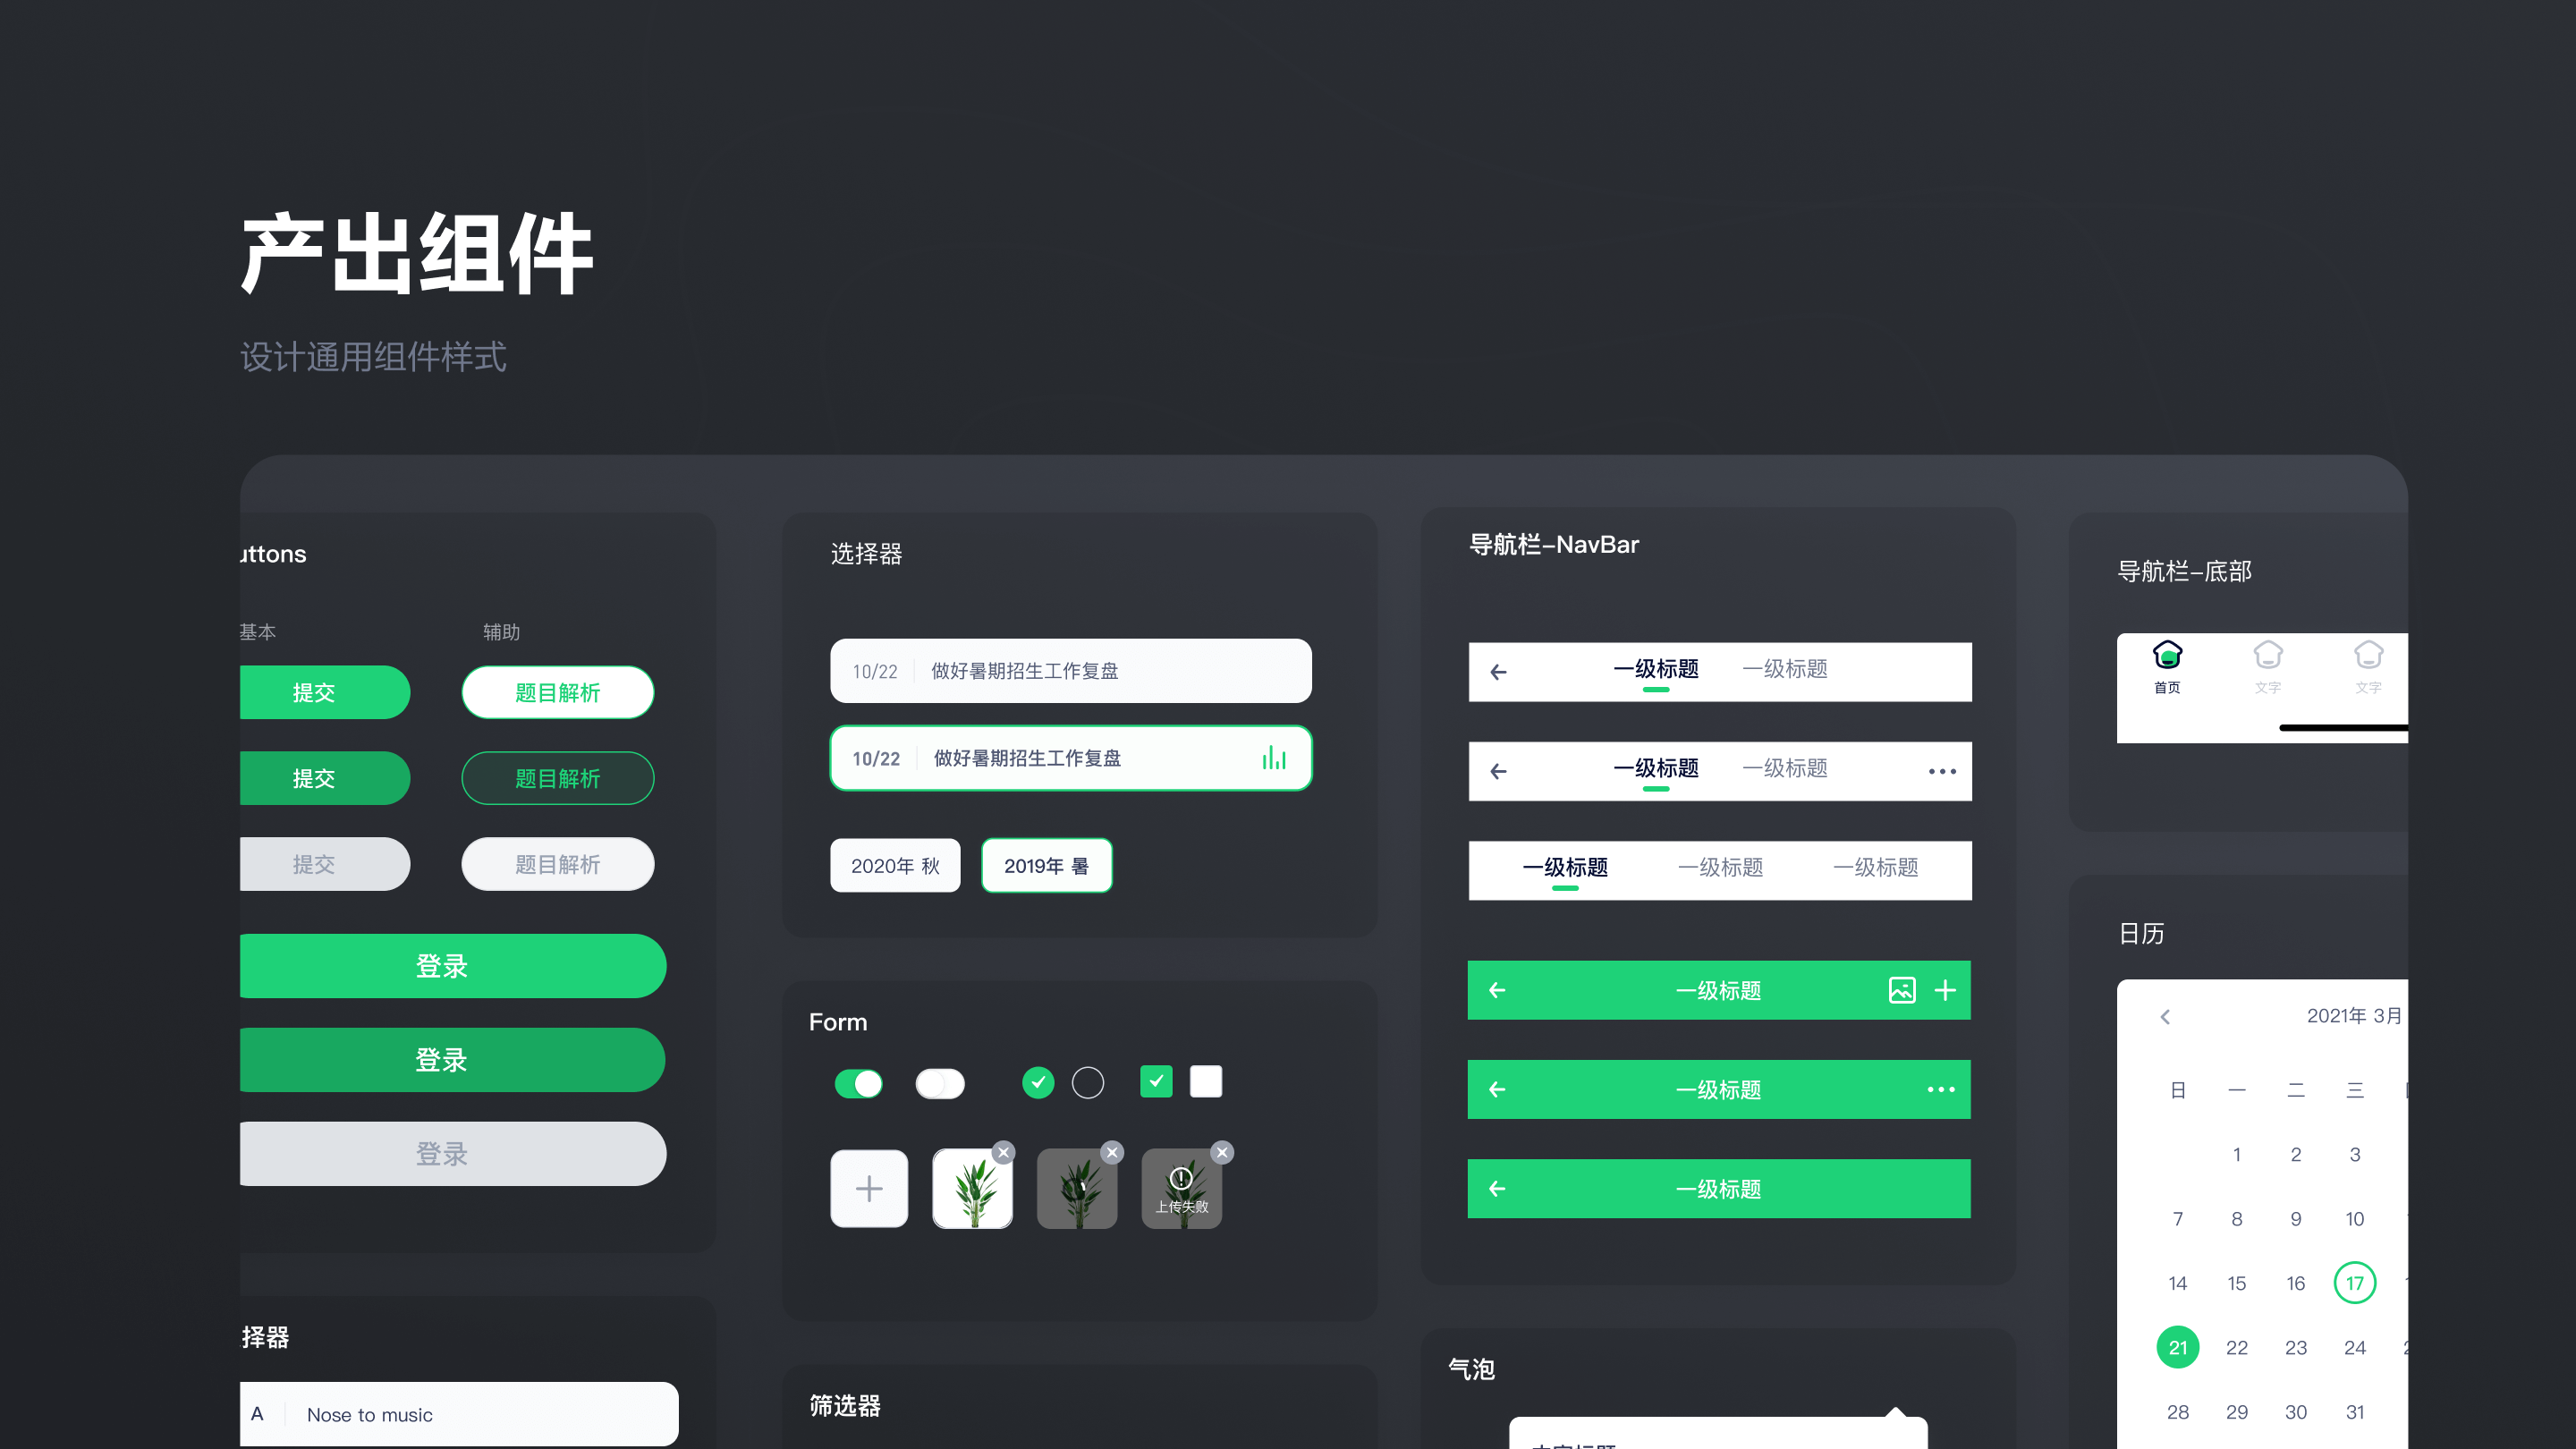 产出组件
设计通用组件样式
uttons
基本 辅助
提交 题目解析
提交 题目解析
提交 题目解析
登录
登录
登录
择器
A Nose to music
选择器
10/22 做好暑期招生工作复盘
10/22 做好暑期招生工作复盘
2020年 秋 2019年 暑
Form
上传失败
筛选器
导航栏-NavBar
一级标题 一级标题
一级标题 一级标题
一级标题 一级标题 一级标题
一级标题
一级标题
一级标题
气泡
导航栏-底部
首页 文字 文字
日历
2021年 3月
日 一 二 三
1 2 3
7 8 9 10
14 15 16 17
21 22 23 24
28 29 30 31